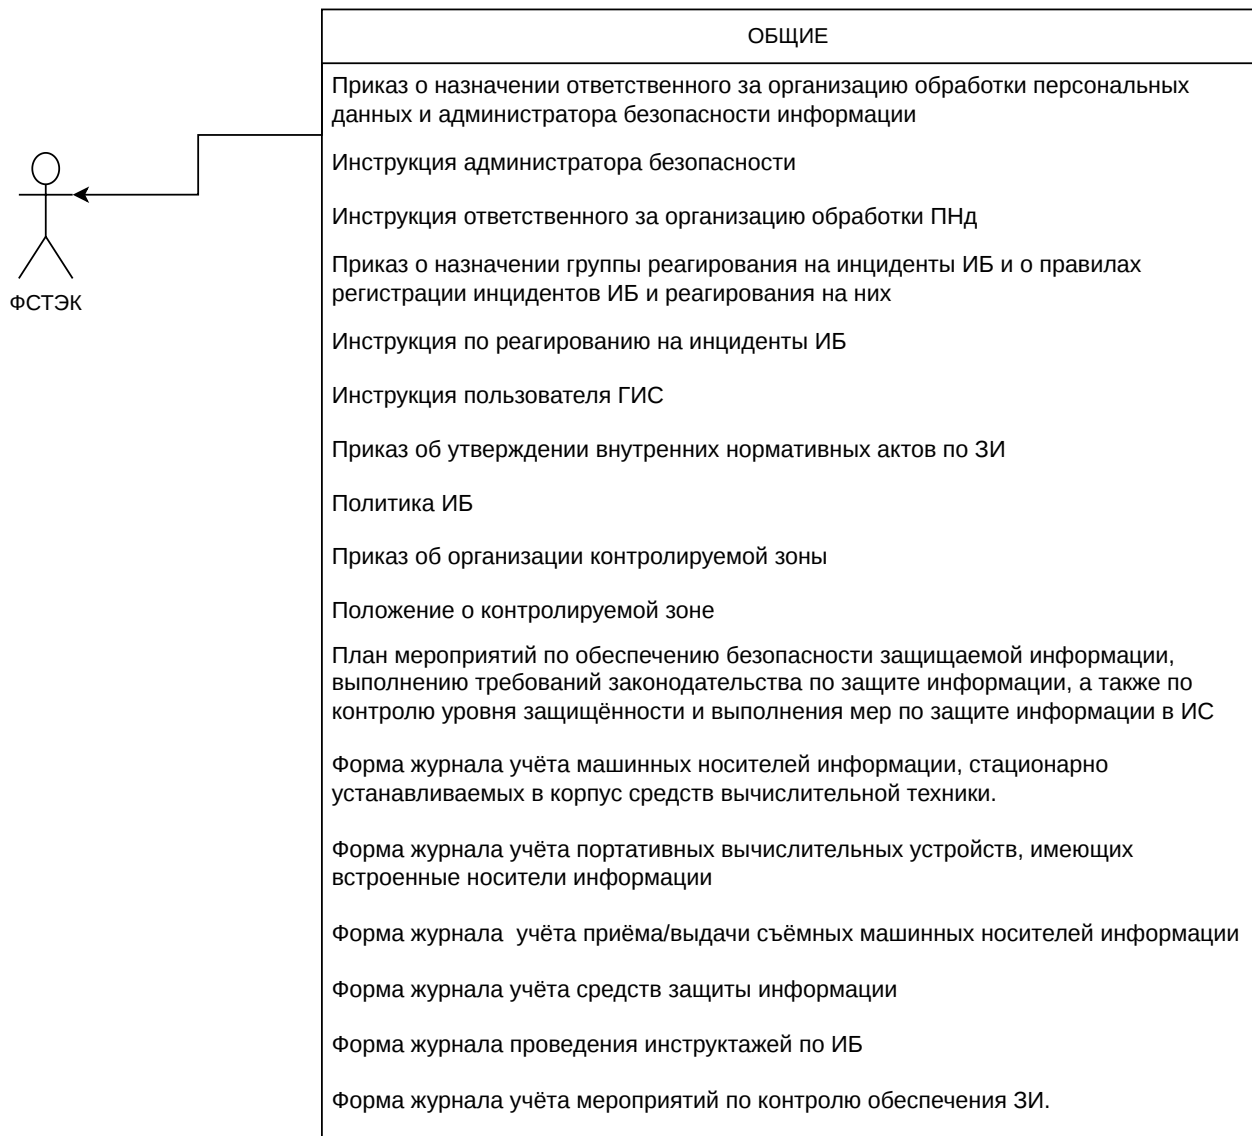 ОБЩИЕ
Приказ о назначении ответственного за организацию обработки персональных
данных и администратора безопасности информации
Инструкция администратора безопасности
Инструкция ответственного за организацию обработки ПНд
Приказ о назначении группы реагирования на инциденты ИБ и о правилах
регистрации инцидентов ИБ и реагирования на них
ФСТЭК
Инструкция по реагированию на инциденты ИБ
Инструкция пользователя ГИС
Приказ об утверждении внутренних нормативных актов по ЗИ
Политика ИБ
Приказ об организации контролируемой зоны
Положение о контролируемой зоне
План мероприятий по обеспечению безопасности защищаемой информации,
выполнению требований законодательства по защите информации, а также по
контролю уровня защищённости и выполнения мер по защите информации в ИС
Форма журнала учёта машинных носителей информации, стационарно
устанавливаемых в корпус средств вычислительной техники.
Форма журнала учёта портативных вычислительных устройств, имеющих
встроенные носители информации
Форма журнала  учёта приёма/выдачи съёмных машинных носителей информации
Форма журнала учёта средств защиты информации
Форма журнала проведения инструктажей по ИБ
Форма журнала учёта мероприятий по контролю обеспечения ЗИ.